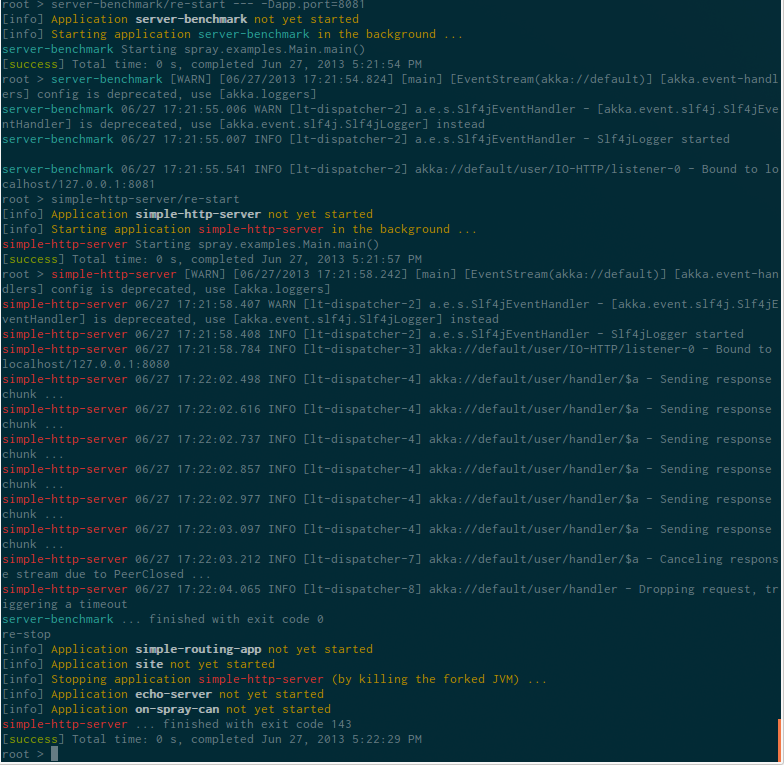 root > server-benchmark/re-start --- -Dapp.port=8081
[info] Application server-benchmark not yet started
[info] Starting application server-benchmark in the background ...
server-benchmark Starting spray.examples.Main.main()
[success] Total time: 0 s, completed Jun 27, 2013 5:21:54 PM
root > server-benchmark [WARN] [06/27/2013 17:21:54.824] [main] [EventStream(akka://default)] [akka.event-handl
ers] config is deprecated, use [akka.loggers]
server-benchmark 06/27 17:21:55.006 WARN [lt-dispatcher-2] a.e.s.Slf4jEventHandler - [akka.event.slf4j.Slf4jEve
ntHandler] is depreceated, use [akka.event.slf4j.Slf4jLogger] instead
server-benchmark 06/27 17:21:55.007 INFO [lt-dispatcher-2] a.e.s.Slf4jEventHandler - Slf4jLogger started
server-benchmark 06/27 17:21:55.541 INFO [lt-dispatcher-2] akka://default/user/IO-HTTP/listener-0 - Bound to lo
calhost/127.0.0.1:8081
root > simple-http-server/re-start
[info] Application simple-http-server not yet started
[info] Starting application simple-http-server in the background ...
simple-http-server Starting spray.examples.Main.main()
[success] Total time: 0 s, completed Jun 27, 2013 5:21:57 PM
root > simple-http-server [WARN] [06/27/2013 17:21:58.242] [main] [EventStream(akka://default)] [akka.event-han
dlers] config is deprecated, use [akka.loggers]
simple-http-server 06/27 17:21:58.407 WARN [lt-dispatcher-2] a.e.s.Slf4jEventHandler - [akka.event.slf4j.Slf4jE
ventHandler] is depreceated, use [akka.event.slf4j.Slf4jLogger] instead
simple-http-server 06/27 17:21:58.408 INFO [lt-dispatcher-2] a.e.s.Slf4jEventHandler - Slf4jLogger started
simple-http-server 06/27 17:21:58.784 INFO [lt-dispatcher-3] akka://default/user/IO-HTTP/listener-0 - Bound to
localhost/127.0.0.1:8080
simple-http-server 06/27 17:22:02.498 INFO [lt-dispatcher-4] akka://default/user/handler/$a - Sending response
chunk ...
simple-http-server 06/27 17:22:02.616 INFO [lt-dispatcher-4] akka://default/user/handler/$a - Sending response
chunk ...
simple-http-server 06/27 17:22:02.737 INFO [lt-dispatcher-4] akka://default/user/handler/$a - Sending response
chunk ...
simple-http-server 06/27 17:22:02.857 INFO [lt-dispatcher-4] akka://default/user/handler/$a - Sending response
chunk ...
simple-http-server 06/27 17:22:02.977 INFO [lt-dispatcher-4] akka://default/user/handler/$a - Sending response
chunk ...
simple-http-server 06/27 17:22:03.097 INFO [lt-dispatcher-4] akka://default/user/handler/$a - Sending response
chunk ...
simple-http-server 06/27 17:22:03.212 INFO [lt-dispatcher-7] akka://default/user/handler/$a - Canceling respons
e stream due to PeerClosed ...
simple-http-server 06/27 17:22:04.065 INFO [lt-dispatcher-8] akka://default/user/handler - Dropping request, tr
iggering a timeout
server-benchmark ... finished with exit code 0
re-stop
[info] Application simple-routing-app not yet started
[info] Application site not yet started
[info] Stopping application simple-http-server (by killing the forked JVM) ...
[info] Application echo-server not yet started
[info] Application on-spray-can not yet started
simple-http-server ... finished with exit code 143
[success] Total time: 0 s, completed Jun 27, 2013 5:22:29 PM
root >